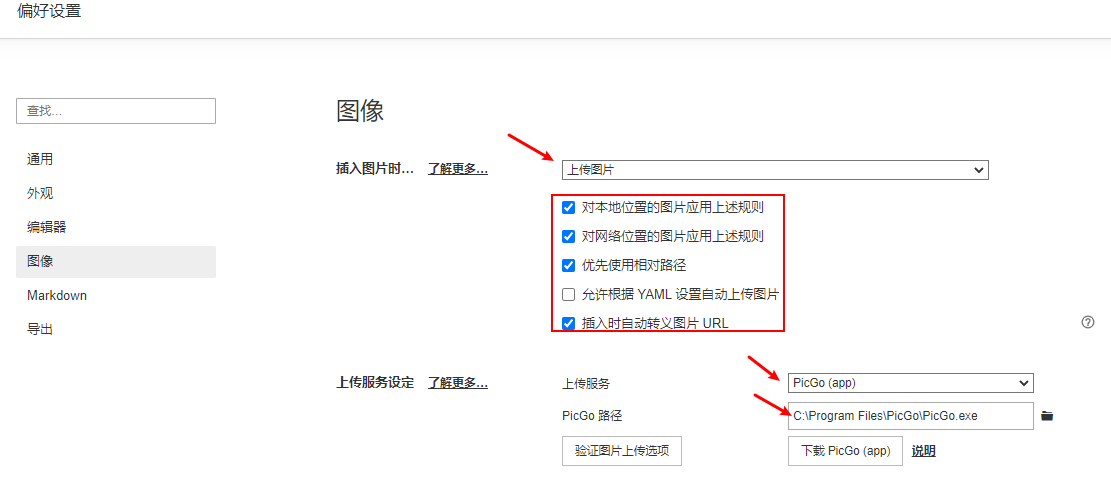 偏好设置
查找...
通用
外观
编辑器
图像
Markdown
导出
图像
插入图片时... 了解更多... 上传图片
对本地位置的图片应用上述规则
对网络位置的图片应用上述规则
优先使用相对路径
允许根据 YAML 设置自动上传图片
插入时自动转义图片 URL
上传服务设定 了解更多... 上传服务 PicGo (app)
PicGo 路径 C:\Program Files\PicGo\PicGo.exe
验证图片上传选项 下载 PicGo (app) 说明